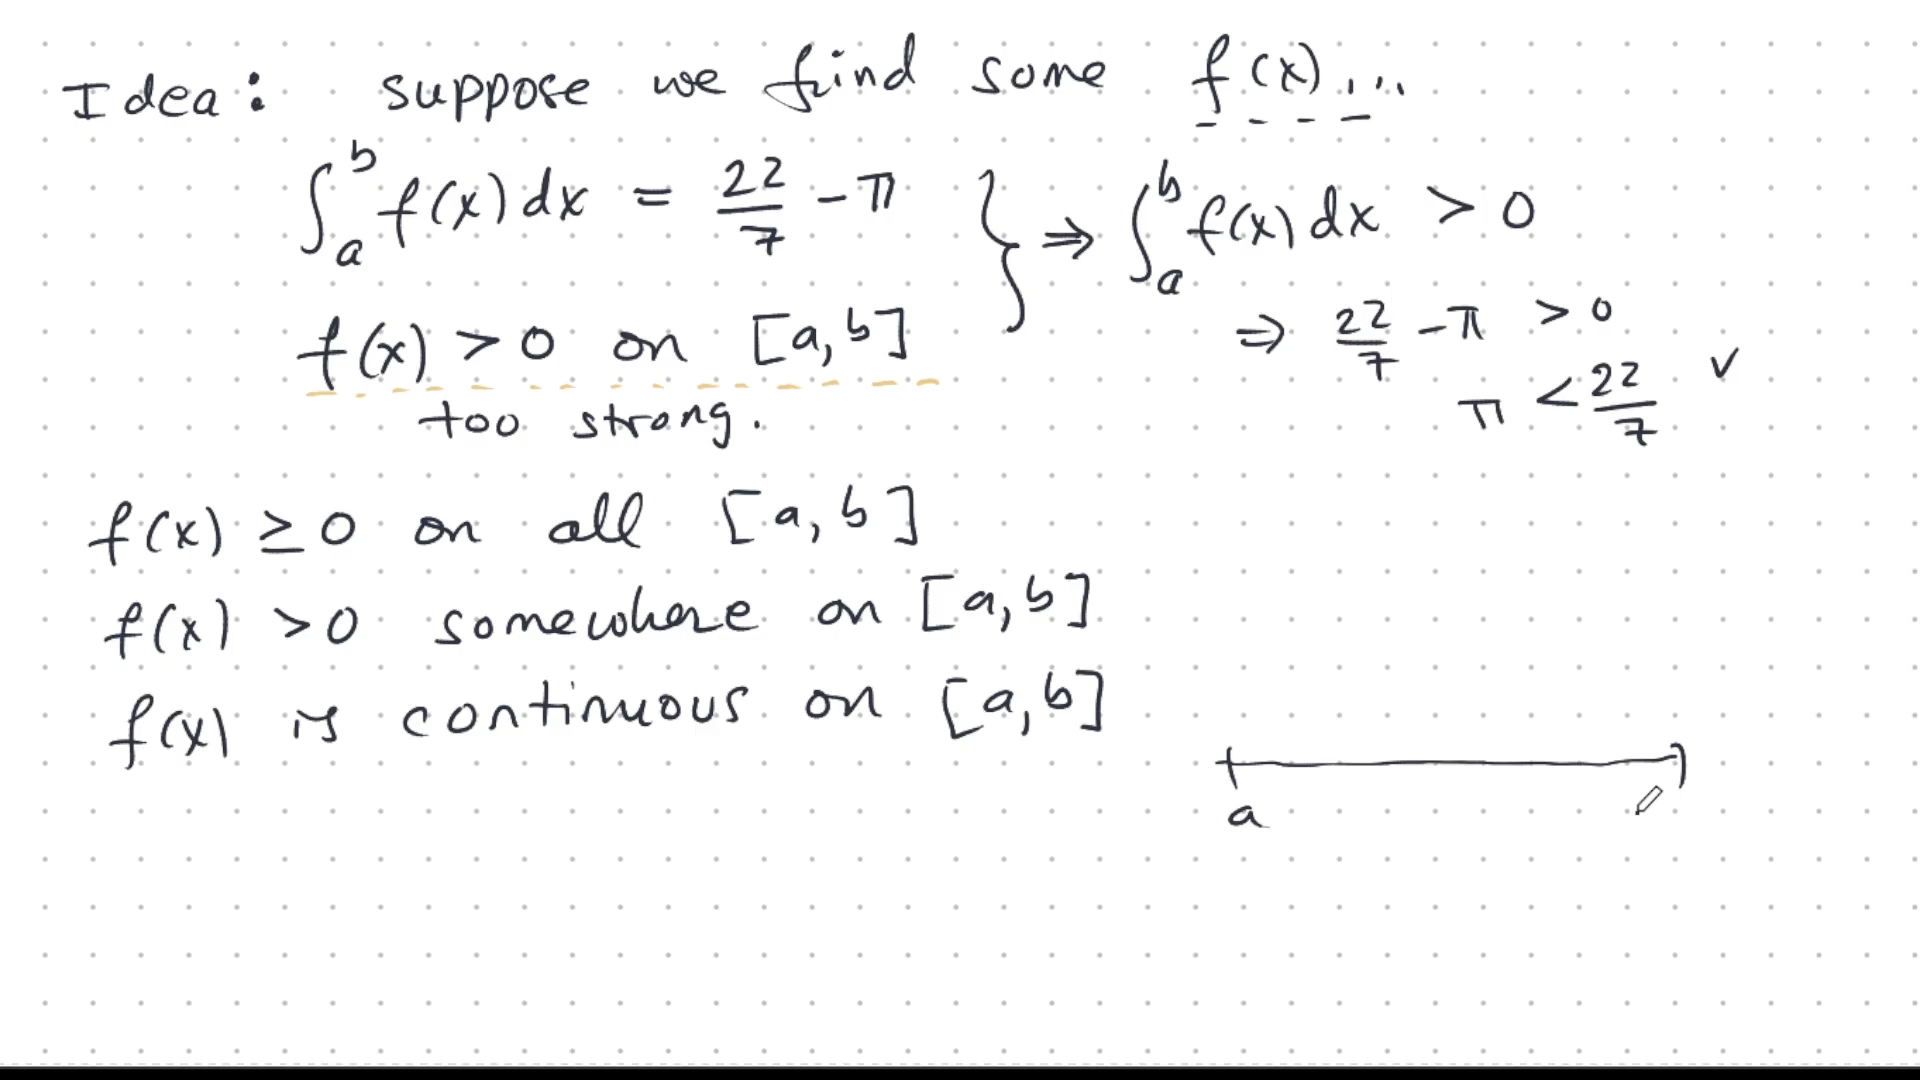 Idea: suppose we find some f(x)...
∫_a^b f(x) dx = 22/7 - π } ⇒ ∫_a^b f(x) dx > 0
f(x) > 0 on [a, b] ⇒ 22/7 - π > 0
π < 22/7 ✓
too strong.
f(x) ≥ 0 on all [a, b]
f(x) > 0 somewhere on [a, b]
f(x) is continuous on [a, b]
a